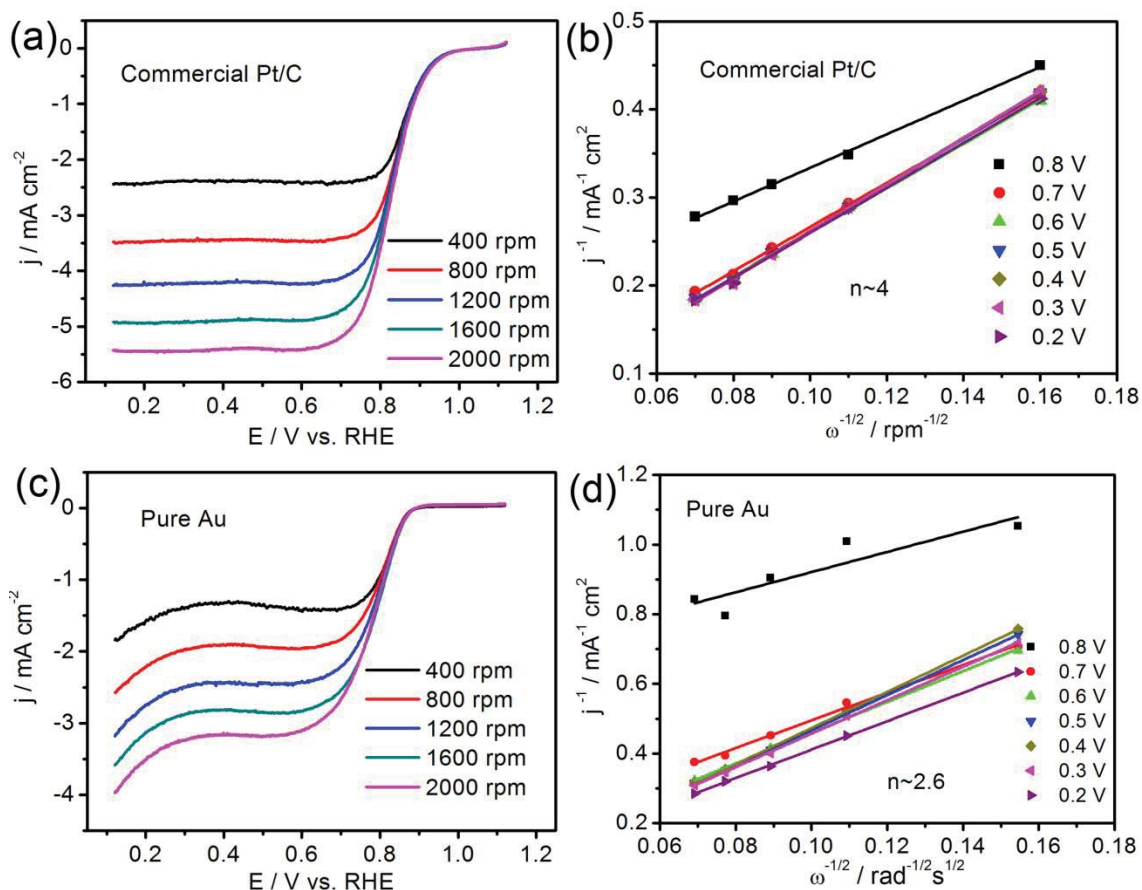 (a)
Commercial Pt/C
0
-1
-2
-3
-4
-5
-6
j / mA cm⁻²
0.2 0.4 0.6 0.8 1.0 1.2
E / V vs. RHE
400 rpm
800 rpm
1200 rpm
1600 rpm
2000 rpm
(b)
Commercial Pt/C
0.5
0.4
0.3
0.2
0.1
j⁻¹ / mA⁻¹ cm²
0.06 0.08 0.10 0.12 0.14 0.16 0.18
ω⁻¹/² / rpm⁻¹/²
n~4
0.8 V
0.7 V
0.6 V
0.5 V
0.4 V
0.3 V
0.2 V
(c)
Pure Au
0
-1
-2
-3
-4
j / mA cm⁻²
0.2 0.4 0.6 0.8 1.0 1.2
E / V vs. RHE
400 rpm
800 rpm
1200 rpm
1600 rpm
2000 rpm
(d)
Pure Au
1.2
1.0
0.8
0.6
0.4
0.2
j⁻¹ / mA⁻¹ cm²
0.06 0.08 0.10 0.12 0.14 0.16 0.18
ω⁻¹/² / rad⁻¹/²s¹/²
n~2.6
0.8 V
0.7 V
0.6 V
0.5 V
0.4 V
0.3 V
0.2 V